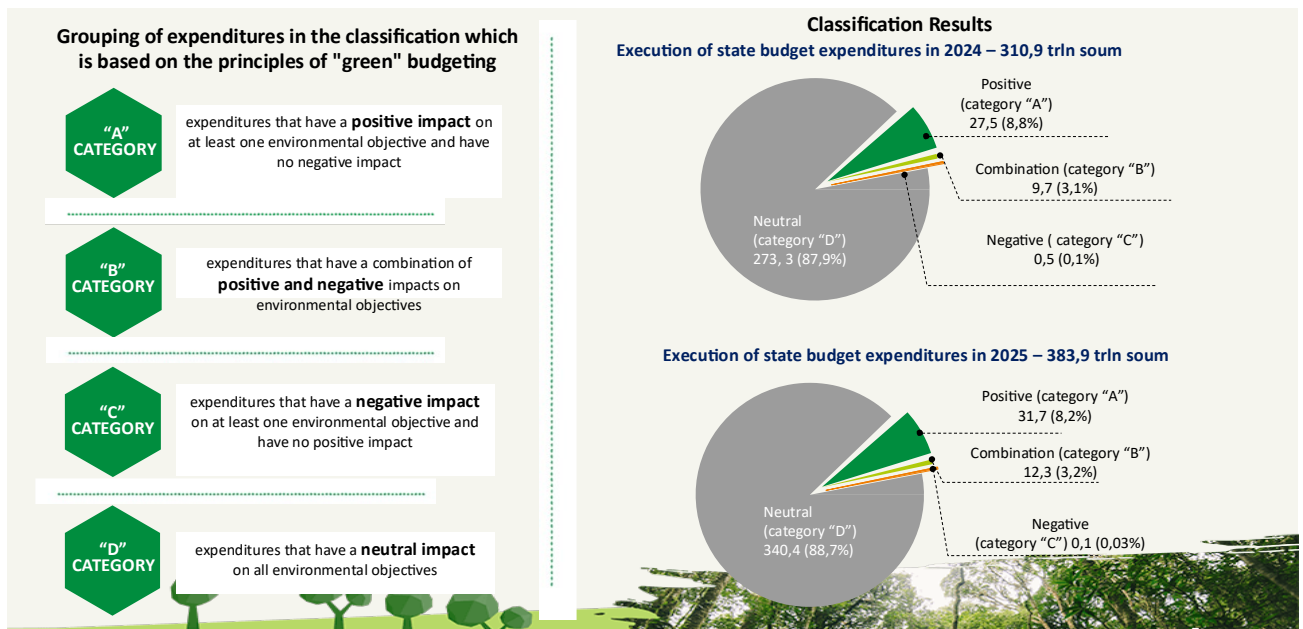 Grouping of expenditures in the classification which
is based on the principles of "green" budgeting
“A”
CATEGORY
expenditures that have a positive impact on
at least one environmental objective and have
no negative impact
“B”
CATEGORY
expenditures that have a combination of
positive and negative impacts on
environmental objectives
“C”
CATEGORY
expenditures that have a negative impact
on at least one environmental objective and
have no positive impact
“D”
CATEGORY
expenditures that have a neutral impact
on all environmental objectives
Classification Results
Execution of state budget expenditures in 2024 – 310,9 trln soum
Positive
(category “A”)
27,5 (8,8%)
Combination (category “B”)
9,7 (3,1%)
Negative ( category “C”)
0,5 (0,1%)
Neutral
(category “D”)
273, 3 (87,9%)
Execution of state budget expenditures in 2025 – 383,9 trln soum
Positive (category “A”)
31,7 (8,2%)
Combination (category “B”)
12,3 (3,2%)
Negative
(category “C”) 0,1 (0,03%)
Neutral
(category “D”)
340,4 (88,7%)